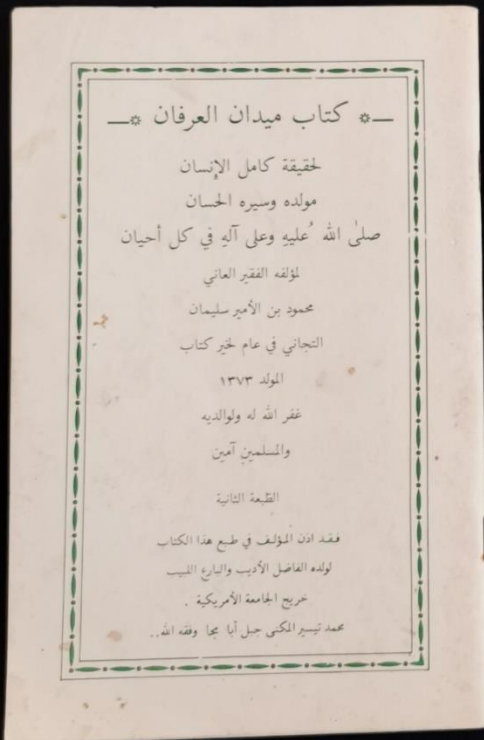 كتاب ميدان العرفان
لحقيقة كامل الإنسان
مولده وسيره الحسان
صلى الله عليه وعلى آله في كل أحيان
لمؤلفه الفقير العاني
محمود بن الأمير سليمان
التجاني في عام لخير كتاب
المولد ١٣٧٣
غفر الله له ولوالديه
والمسلمين آمين
الطبعة الثانية
فقد اذن المؤلف في طبع هذا الكتاب
لولده الفاضل الأديب والبارع اللبيب
خريج الجامعة الأمريكية .
محمد تيسير المكنى جبل أبا مجا وفقه الله..